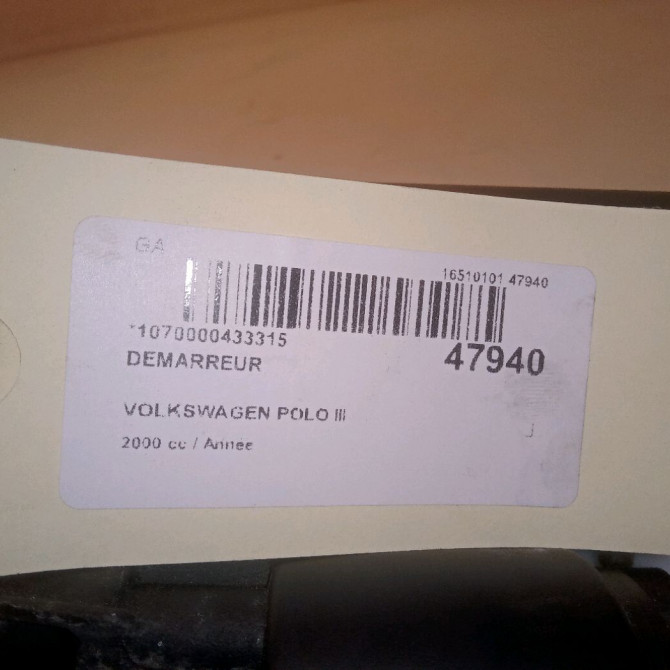 GA
16510101 47940
*1070000433315
47940
DEMARREUR
VOLKSWAGEN POLO III
J
2000 cc / Annee